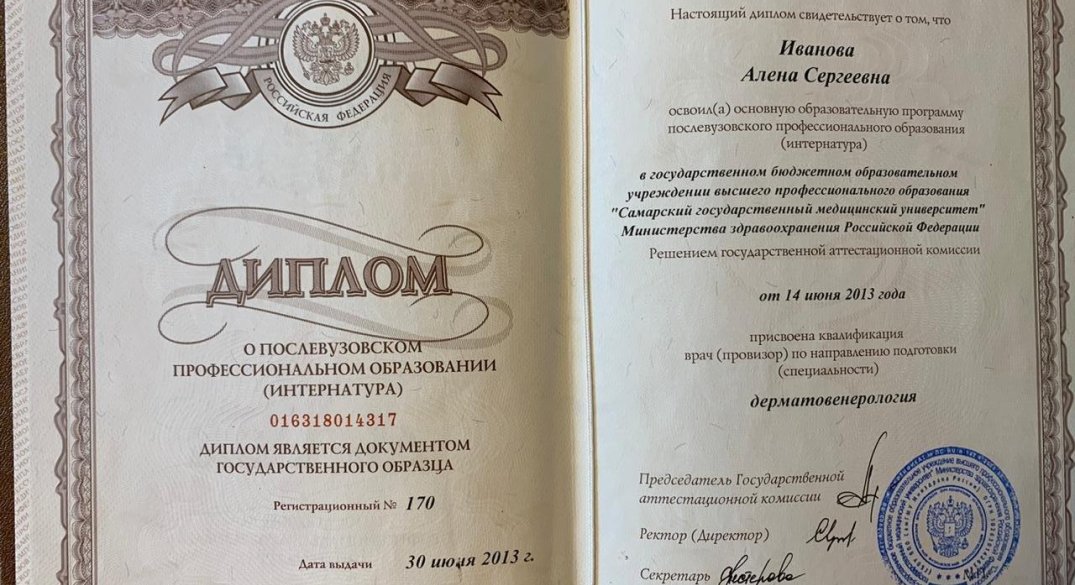 РОССИЙСКАЯ ФЕДЕРАЦИЯ
ДИПЛОМ
О ПОСЛЕВУЗОВСКОМ
ПРОФЕССИОНАЛЬНОМ ОБРАЗОВАНИИ
(ИНТЕРНАТУРА)
016318014317
ДИПЛОМ ЯВЛЯЕТСЯ ДОКУМЕНТОМ
ГОСУДАРСТВЕННОГО ОБРАЗЦА
Регистрационный № 170
Дата выдачи 30 июня 2013 г.
Настоящий диплом свидетельствует о том, что
Иванова
Алена Сергеевна
освоил(а) основную образовательную программу
послевузовского профессионального образования
(интернатура)
в государственном бюджетном образовательном
учреждении высшего профессионального образования
"Самарский государственный медицинский университет"
Министерства здравоохранения Российской Федерации
Решением государственной аттестационной комиссии
от 14 июня 2013 года
присвоена квалификация
врач (провизор) по направлению подготовки
(специальности)
дерматовенерология
Председатель Государственной
аттестационной комиссии
Ректор (Директор)
Секретарь